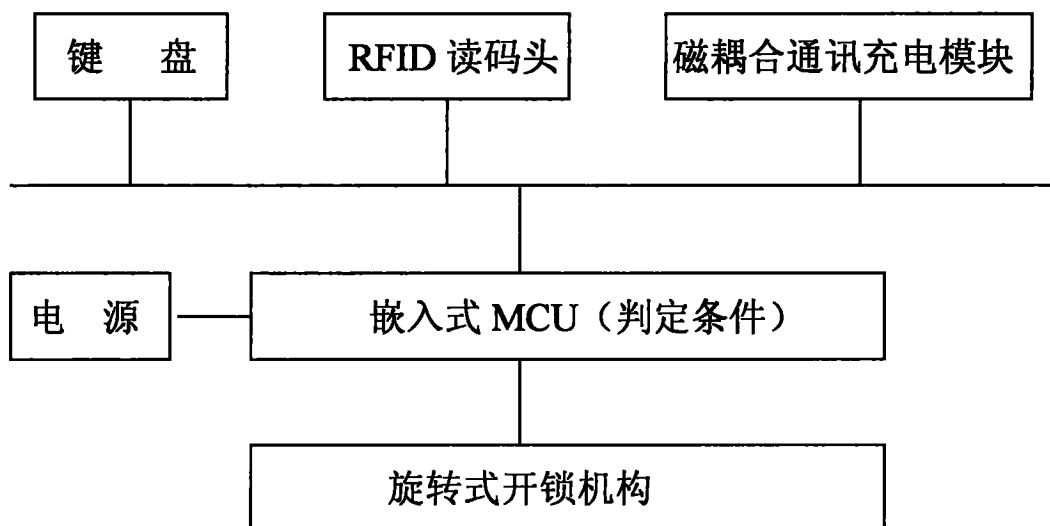 键 盘
RFID 读码头
磁耦合通讯充电模块
电 源
嵌入式 MCU（判定条件）
旋转式开锁机构